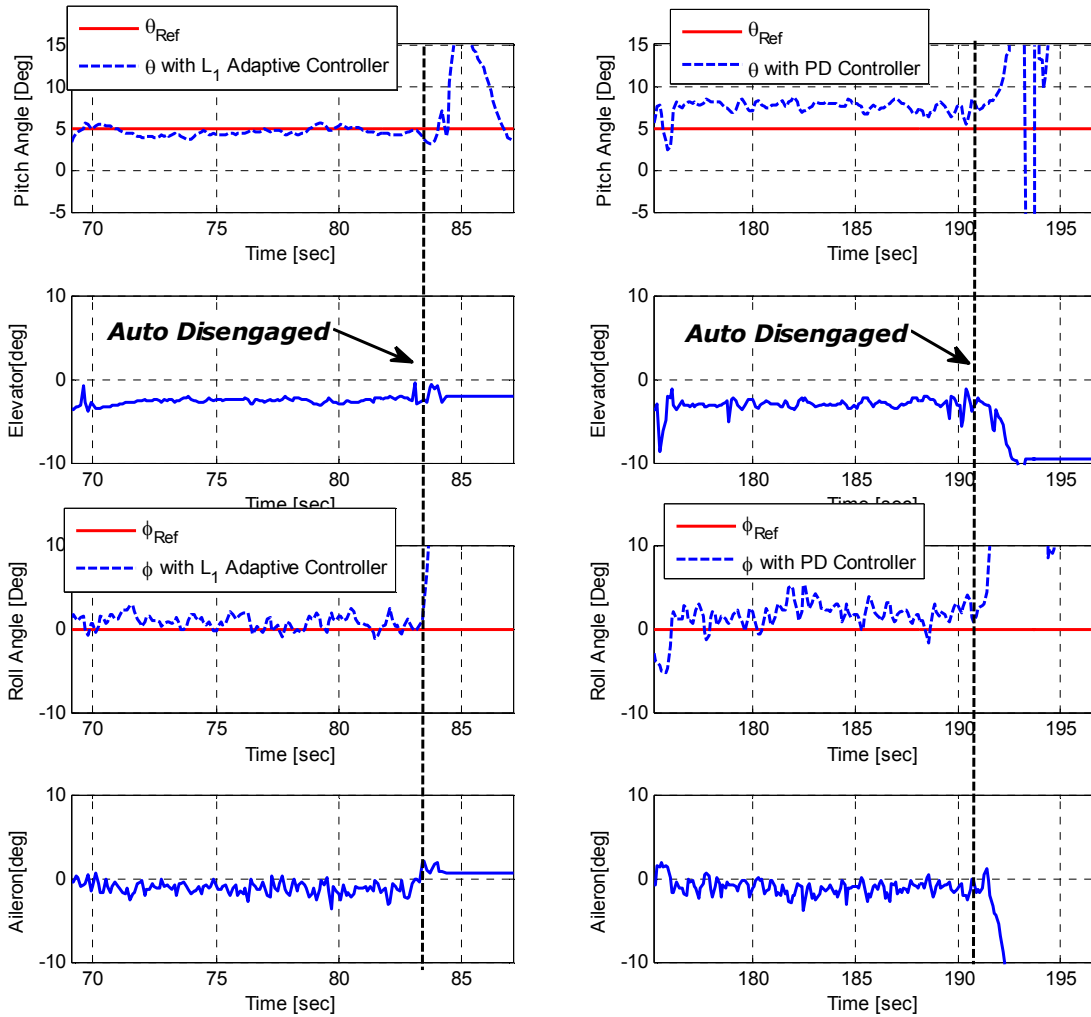 θRef
θ with L1 Adaptive Controller
Pitch Angle [Deg]
15
10
5
0
-5
70
75
80
85
Time [sec]
θRef
θ with PD Controller
Pitch Angle [Deg]
15
10
5
0
-5
180
185
190
195
Time [sec]
Elevator[deg]
10
0
-10
Auto Disengaged
70
75
80
85
Time [sec]
Elevator[deg]
10
0
-10
Auto Disengaged
180
185
190
195
Time [sec]
ϕRef
ϕ with L1 Adaptive Controller
Roll Angle [Deg]
10
0
-10
70
75
80
85
Time [sec]
ϕRef
ϕ with PD Controller
Roll Angle [Deg]
10
0
-10
180
185
190
195
Time [sec]
Aileron[deg]
10
0
-10
70
75
80
85
Time [sec]
Aileron[deg]
10
0
-10
180
185
190
195
Time [sec]